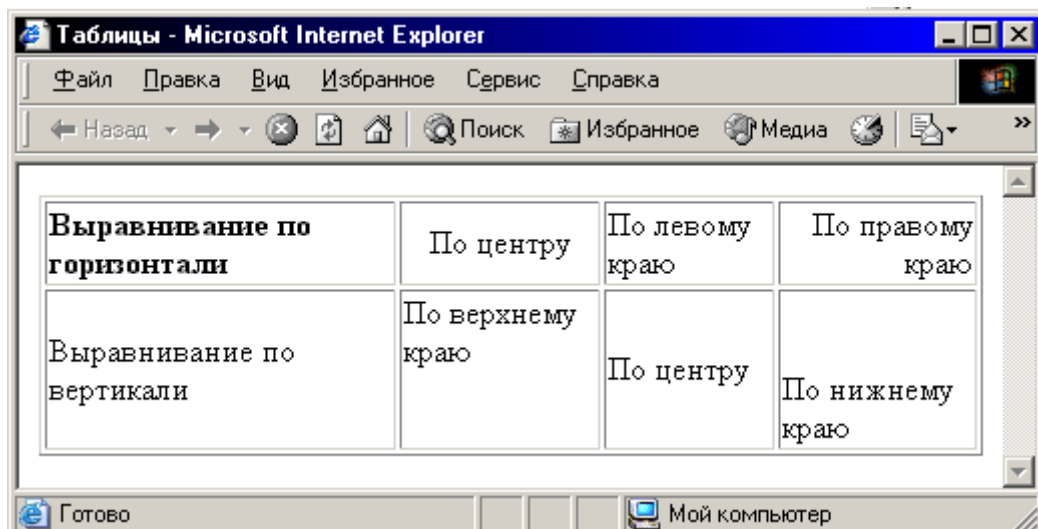 Таблицы - Microsoft Internet Explorer
Файл Правка Вид Избранное Сервис Справка
Назад Поиск Избранное Медиа »
Выравнивание по
горизонтали
По центру
По левому
краю
По правому
краю
Выравнивание по
вертикали
По верхнему
краю
По центру
По нижнему
краю
Готово
Мой компьютер